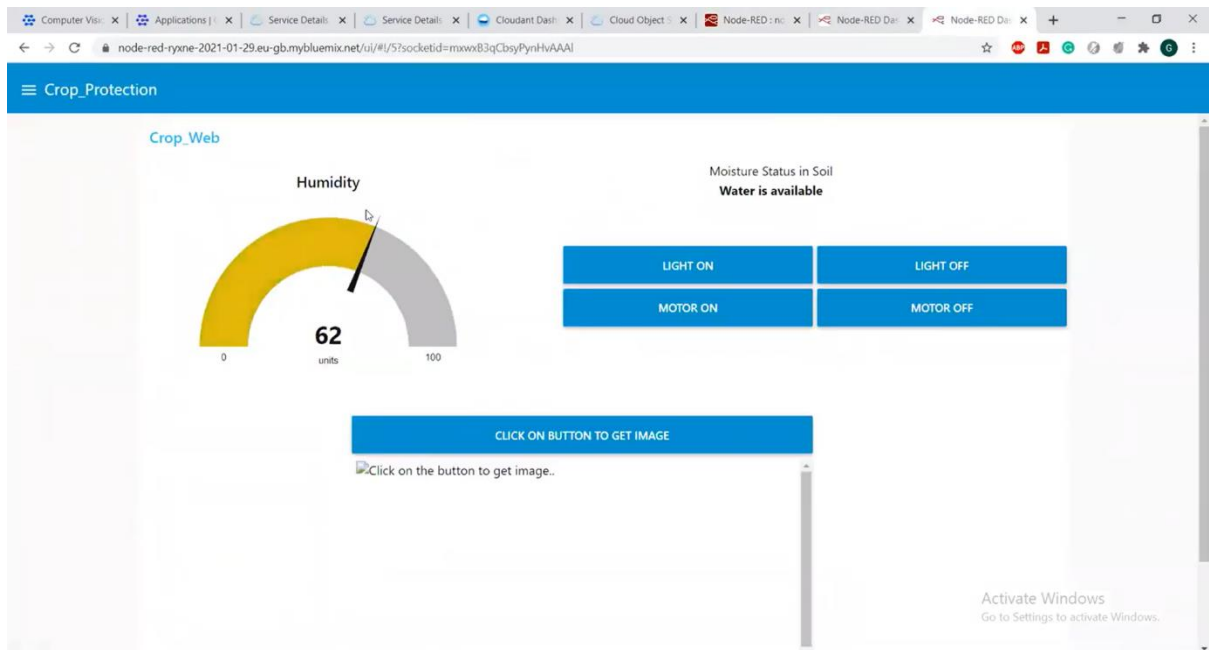 Computer Visio
Applications |
Service Details
Service Details
Cloudant Dash
Cloud Object S
Node-RED : no
Node-RED Das
Node-RED Das
node-red-ryxne-2021-01-29.eu-gb.mybluemix.net/ui/#!/5?socketid=mxwxB3qCbsyPynHvAAAl
ABP
G
G
Crop_Protection
Crop_Web
Humidity
62
units
0
100
Moisture Status in Soil
Water is available
LIGHT ON
LIGHT OFF
MOTOR ON
MOTOR OFF
CLICK ON BUTTON TO GET IMAGE
Click on the button to get image..
Activate Windows
Go to Settings to activate Windows.